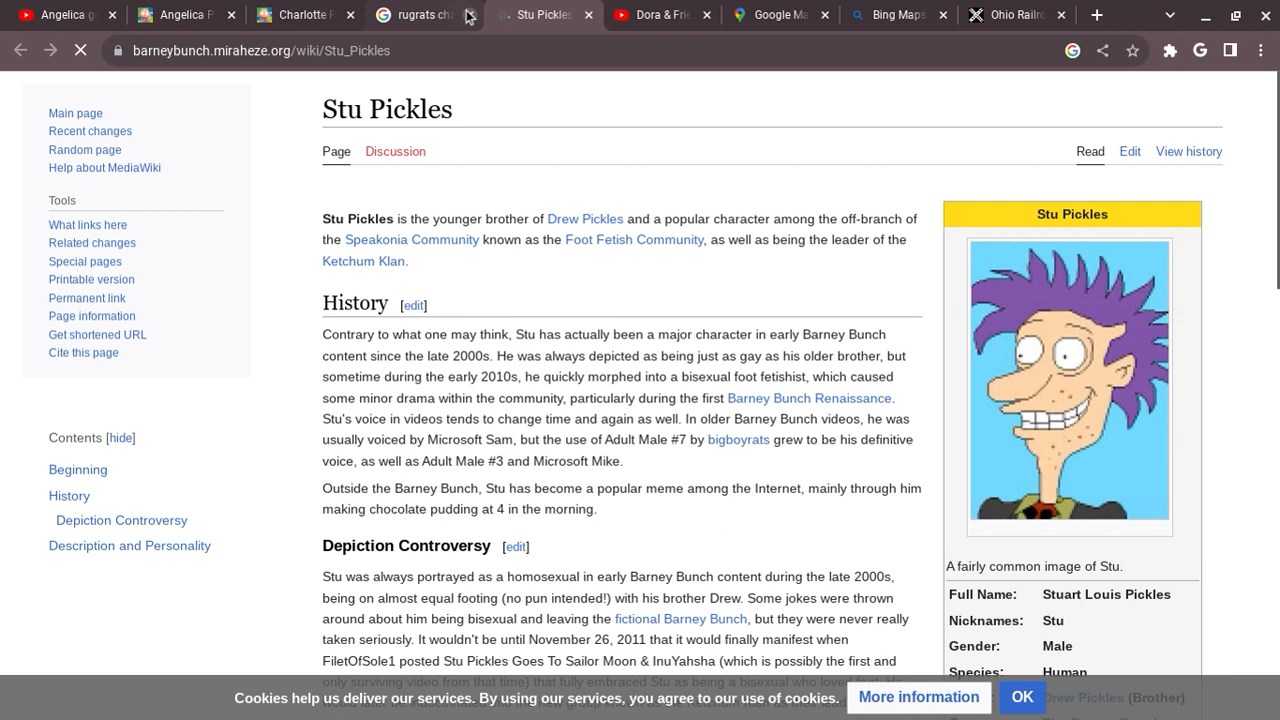 Angelica g
Angelica P
Charlotte F
rugrats cha
Stu Pickles
Dora & Frie
Google Ma
Bing Maps
Ohio Railro
barneybunch.miraheze.org/wiki/Stu_Pickles
Main page
Recent changes
Random page
Help about MediaWiki
Tools
What links here
Related changes
Special pages
Printable version
Permanent link
Page information
Get shortened URL
Cite this page
Contents [hide]
Beginning
History
Depiction Controversy
Description and Personality
Stu Pickles
Page Discussion Read Edit View history
Stu Pickles is the younger brother of Drew Pickles and a popular character among the off-branch of
the Speakonia Community known as the Foot Fetish Community, as well as being the leader of the
Ketchum Klan.
History [edit]
Contrary to what one may think, Stu has actually been a major character in early Barney Bunch
content since the late 2000s. He was always depicted as being just as gay as his older brother, but
sometime during the early 2010s, he quickly morphed into a bisexual foot fetishist, which caused
some minor drama within the community, particularly during the first Barney Bunch Renaissance.
Stu's voice in videos tends to change time and again as well. In older Barney Bunch videos, he was
usually voiced by Microsoft Sam, but the use of Adult Male #7 by bigboyrats grew to be his definitive
voice, as well as Adult Male #3 and Microsoft Mike.
Outside the Barney Bunch, Stu has become a popular meme among the Internet, mainly through him
making chocolate pudding at 4 in the morning.
Depiction Controversy [edit]
Stu was always portrayed as a homosexual in early Barney Bunch content during the late 2000s,
being on almost equal footing (no pun intended!) with his brother Drew. Some jokes were thrown
around about him being bisexual and leaving the fictional Barney Bunch, but they were never really
taken seriously. It wouldn't be until November 26, 2011 that it would finally manifest when
FiletOfSole1 posted Stu Pickles Goes To Sailor Moon & InuYahsha (which is possibly the first and
only surviving video from that time) that fully embraced Stu as being a bisexual who loved feet. He
Stu Pickles
A fairly common image of Stu.
Full Name: Stuart Louis Pickles
Nicknames: Stu
Gender: Male
Species: Human
Drew Pickles (Brother)
Cookies help us deliver our services. By using our services, you agree to our use of cookies. More information OK